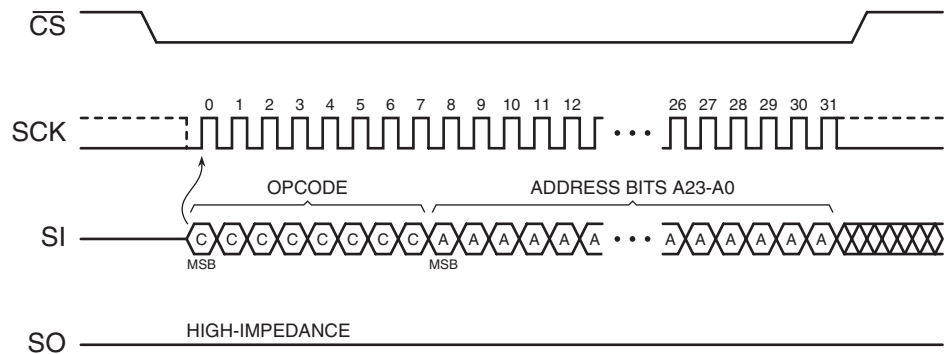 CS
0 1 2 3 4 5 6 7 8 9 10 11 12 26 27 28 29 30 31
SCK • • •
OPCODE ADDRESS BITS A23-A0
SI C C C C C C C C A A A A A A • • • A A A A A A
MSB MSB
HIGH-IMPEDANCE
SO